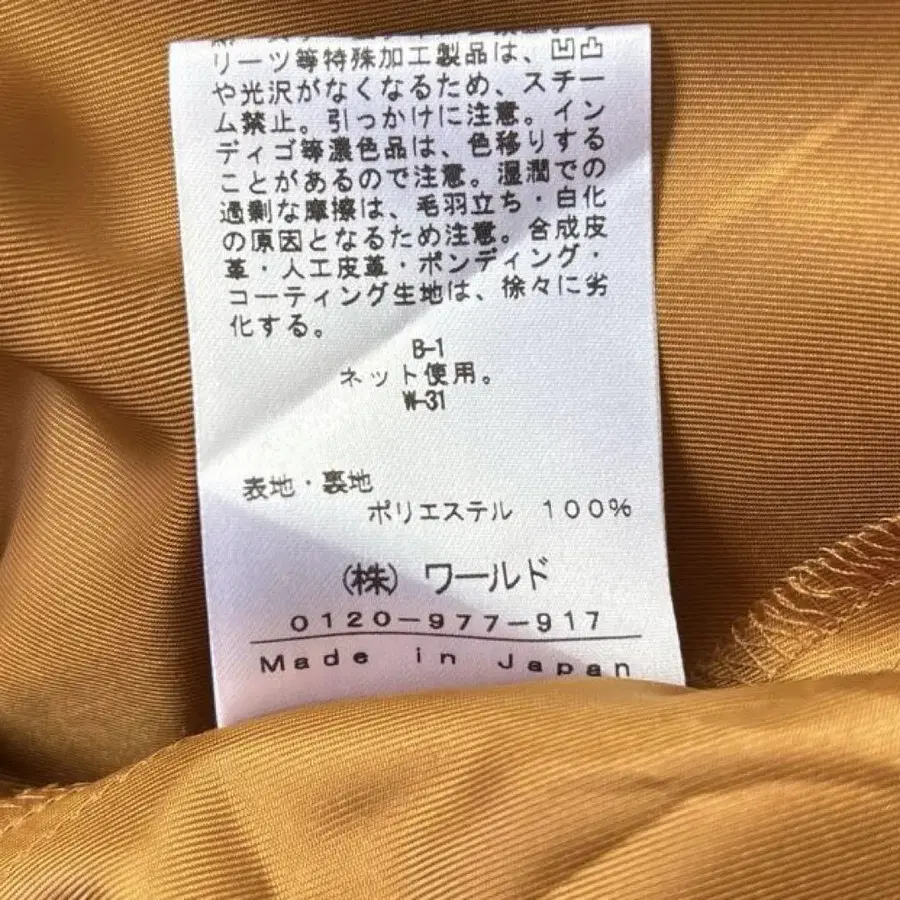 リーツ等特殊加工製品は、凹凸
や光沢がなくなるため、スチー
ム禁止。引っかけに注意。イン
ディゴ等濃色品は、色移りする
ことがあるので注意。湿潤での
過剰な摩擦は、毛羽立ち・白化
の原因となるため注意。合成皮
革・人工皮革・ボンディング・
コーティング生地は、徐々に劣
化する。
B-1
ネット使用。
W-31
表地・裏地
ポリエステル 100%
(株)ワールド
0120-977-917
Made in Japan